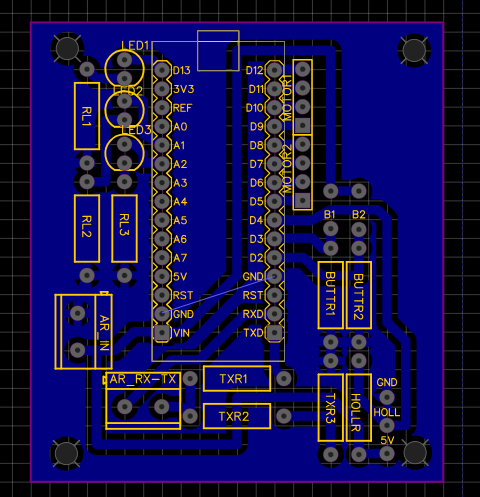 LED1
LED2
LED3
RL1
RL2
RL3
D13
3V3
REF
A0
A1
A2
A3
A4
A5
A6
A7
5V
RST
GND
VIN
D12
D11
D10
D9
D8
D7
D6
D5
D4
D3
D2
GND
RST
RXD
TXD
MOTOR1
MOTOR2
B1 B2
BUTTR1
BUTTR2
AR_IN
AR_RX-TX
TXR1
TXR2
TXR3
HOLLR
GND
HOLL
5V